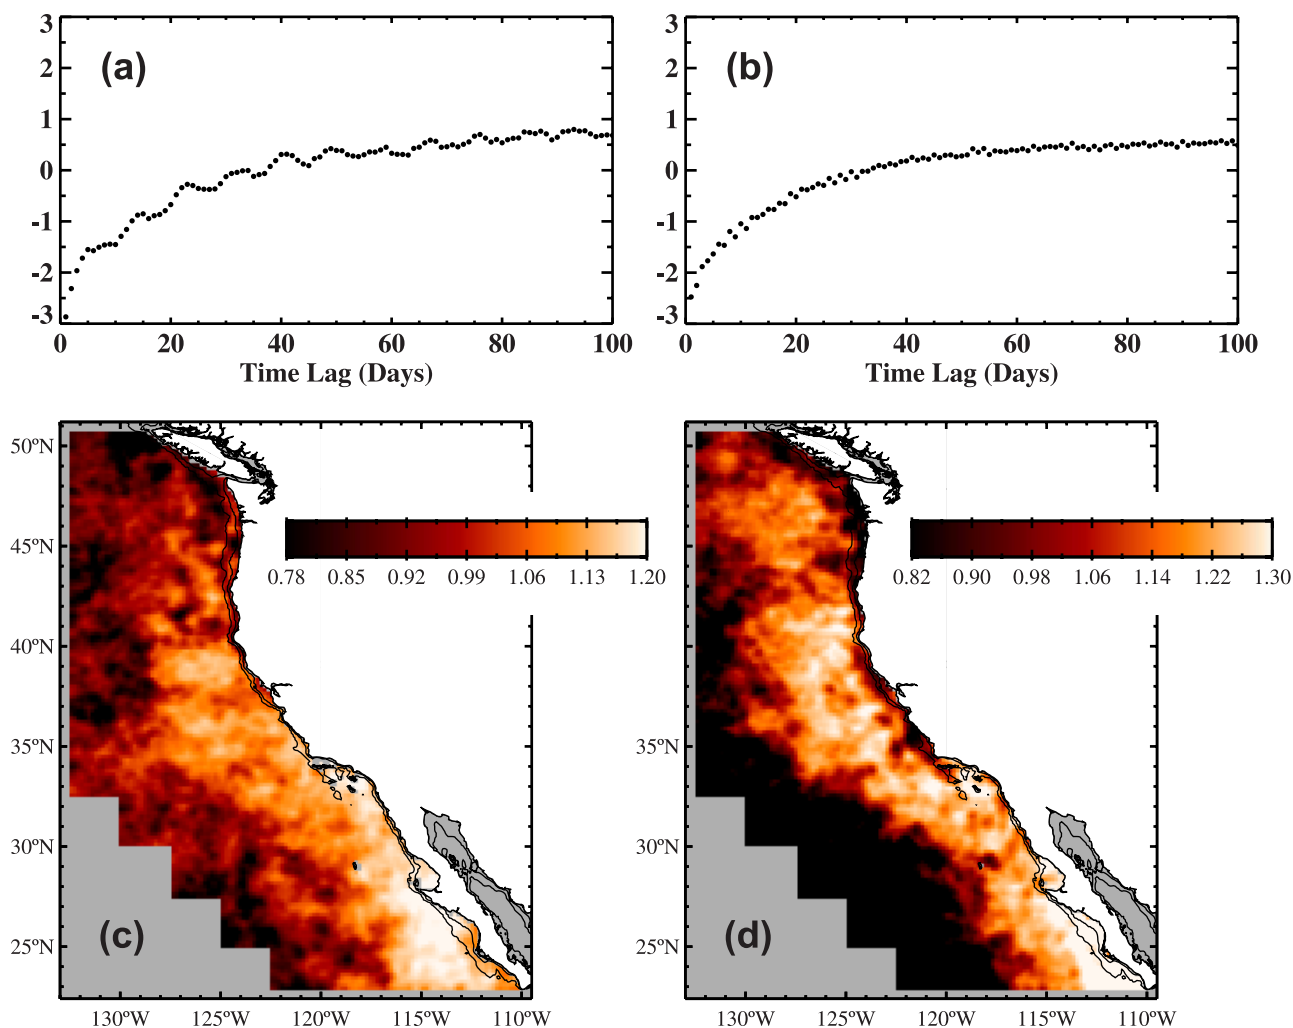 3
2
1
0
-1
-2
-3
(a)
0 20 40 60 80 100
Time Lag (Days)
3
2
1
0
-1
-2
-3
(b)
0 20 40 60 80 100
Time Lag (Days)
50ºN
45ºN
40ºN
35ºN
30ºN
25ºN
0.78 0.85 0.92 0.99 1.06 1.13 1.20
(c)
130ºW 125ºW 120ºW 115ºW 110ºW
50ºN
45ºN
40ºN
35ºN
30ºN
25ºN
0.82 0.90 0.98 1.06 1.14 1.22 1.30
(d)
130ºW 125ºW 120ºW 115ºW 110ºW